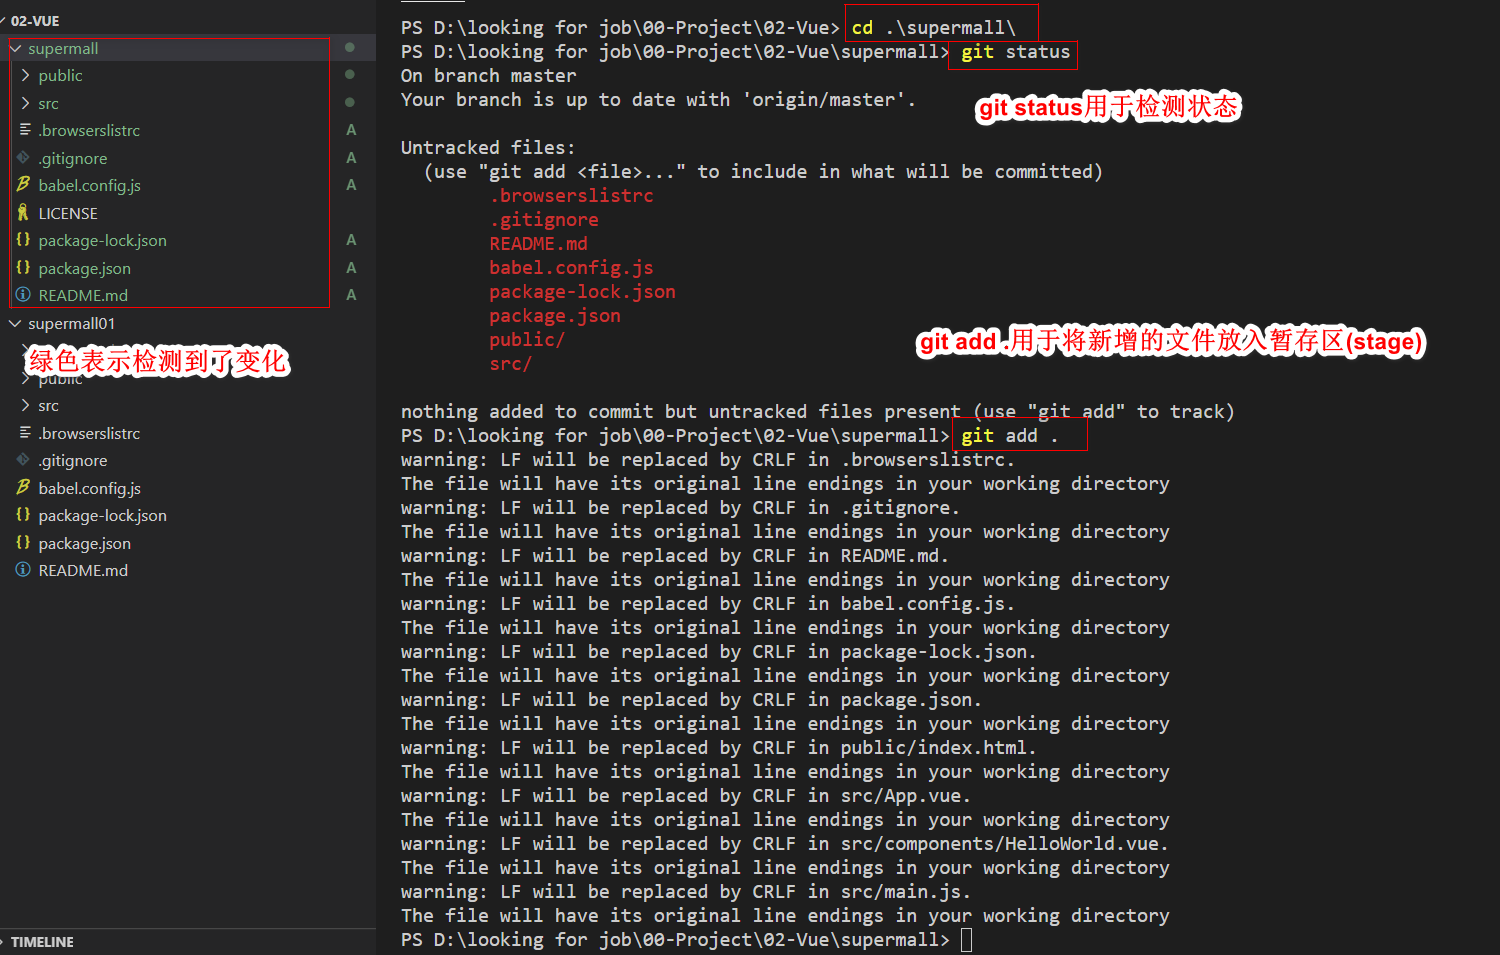 02-VUE
supermall
public
src
.browserslistrc A
.gitignore A
babel.config.js A
LICENSE
package-lock.json A
package.json A
README.md A
supermall01
绿色表示检测到了变化
public
src
.browserslistrc
.gitignore
babel.config.js
package-lock.json
package.json
README.md
TIMELINE
PS D:\looking for job\00-Project\02-Vue> cd .\supermall\
PS D:\looking for job\00-Project\02-Vue\supermall> git status
On branch master
Your branch is up to date with 'origin/master'.
git status用于检测状态
Untracked files:
(use "git add <file>..." to include in what will be committed)
.browserslistrc
.gitignore
README.md
babel.config.js
package-lock.json
package.json
public/
src/
git add .用于将新增的文件放入暂存区(stage)
nothing added to commit but untracked files present (use "git add" to track)
PS D:\looking for job\00-Project\02-Vue\supermall> git add .
warning: LF will be replaced by CRLF in .browserslistrc.
The file will have its original line endings in your working directory
warning: LF will be replaced by CRLF in .gitignore.
The file will have its original line endings in your working directory
warning: LF will be replaced by CRLF in README.md.
The file will have its original line endings in your working directory
warning: LF will be replaced by CRLF in babel.config.js.
The file will have its original line endings in your working directory
warning: LF will be replaced by CRLF in package-lock.json.
The file will have its original line endings in your working directory
warning: LF will be replaced by CRLF in package.json.
The file will have its original line endings in your working directory
warning: LF will be replaced by CRLF in public/index.html.
The file will have its original line endings in your working directory
warning: LF will be replaced by CRLF in src/App.vue.
The file will have its original line endings in your working directory
warning: LF will be replaced by CRLF in src/components/HelloWorld.vue.
The file will have its original line endings in your working directory
warning: LF will be replaced by CRLF in src/main.js.
The file will have its original line endings in your working directory
PS D:\looking for job\00-Project\02-Vue\supermall>